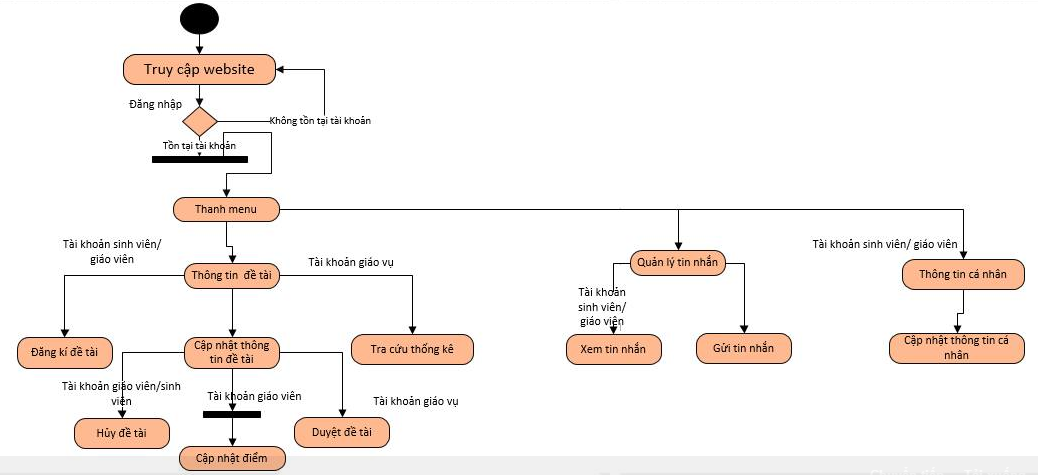 Truy cập website
Đăng nhập
Không tồn tại tài khoản
Tồn tại tài khoản
Thanh menu
Tài khoản sinh viên/
giáo viên
Tài khoản giáo vụ
Thông tin đề tài
Quản lý tin nhắn
Tài khoản sinh viên/ giáo viên
Thông tin cá nhân
Tài khoản
sinh viên/
giáo viên
Đăng kí đề tài
Cập nhật thông
tin đề tài
Tra cứu thống kê
Xem tin nhắn
Gửi tin nhắn
Cập nhật thông tin cá
nhân
Tài khoản giáo viên/sinh
viên
Tài khoản giáo viên
Tài khoản giáo vụ
Hủy đề tài
Duyệt đề tài
Cập nhật điểm